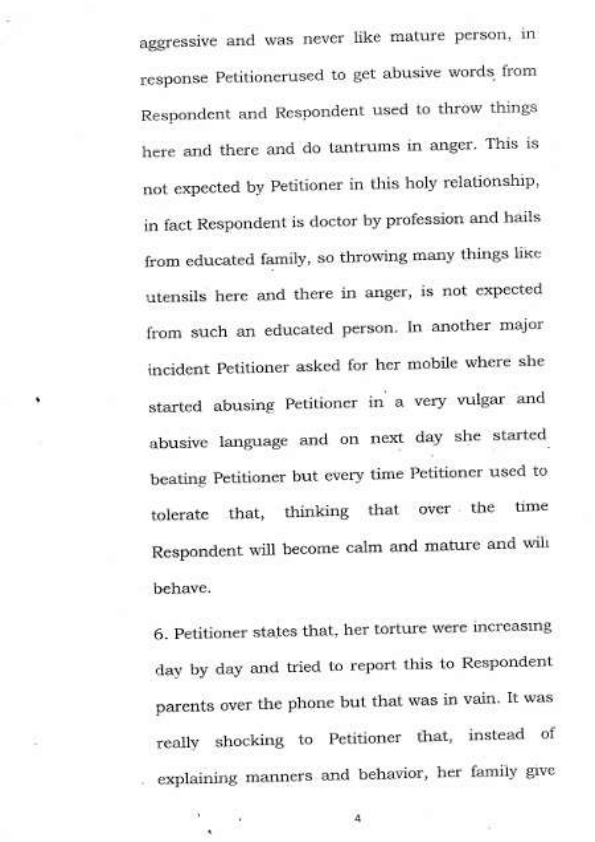 aggressive and was never like mature person, in
response Petitionerused to get abusive words from
Respondent and Respondent used to throw things
here and there and do tantrums in anger. This is
not expected by Petitioner in this holy relationship,
in fact Respondent is doctor by profession and hails
from educated family, so throwing many things like
utensils here and there in anger, is not expected
from such an educated person. In another major
incident Petitioner asked for her mobile where she
started abusing Petitioner in a very vulgar and
abusive language and on next day she started
beating Petitioner but every time Petitioner used to
tolerate that, thinking that over the time
Respondent will become calm and mature and will
behave.
6. Petitioner states that, her torture were increasing
day by day and tried to report this to Respondent
parents over the phone but that was in vain. It was
really shocking to Petitioner that, instead of
explaining manners and behavior, her family give
4